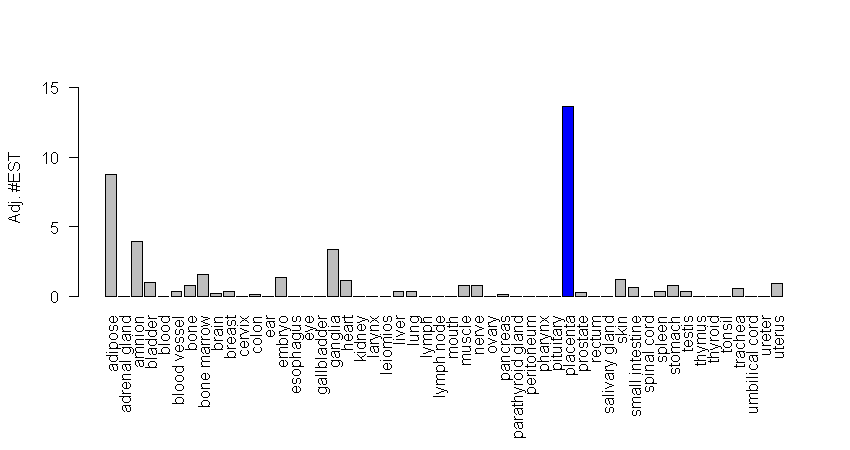 Adj. #EST
15
10
5
0
adipose
adrenal gland
amnion
bladder
blood
blood vessel
bone
bone marrow
brain
breast
cervix
colon
ear
embryo
esophagus
eye
gallbladder
ganglia
heart
kidney
larynx
leiomios
liver
lung
lymph
lymph node
mouth
muscle
nerve
ovary
pancreas
parathyroid gland
peritoneum
pharynx
pituitary
placenta
prostate
rectum
salivary gland
skin
small intestine
spinal cord
spleen
stomach
testis
thymus
thyroid
tonsil
trachea
umbilical cord
ureter
uterus